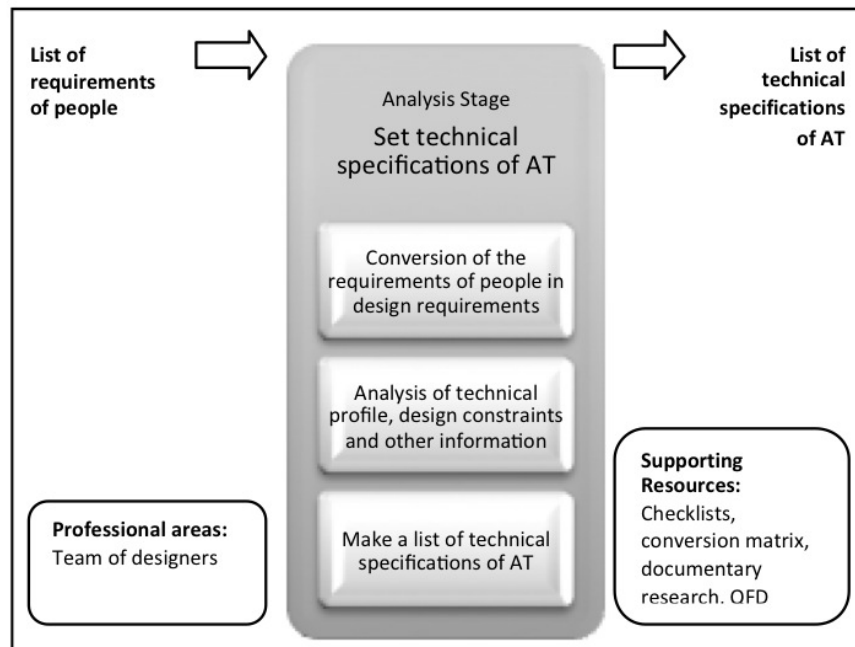 List of
requirements
of people
Analysis Stage
Set technical
specifications of AT
List of
technical
specifications
of AT
Conversion of the
requirements of people in
design requirements
Analysis of technical
profile, design constraints
and other information
Make a list of technical
specifications of AT
Professional areas:
Team of designers
Supporting
Resources:
Checklists,
conversion matrix,
documentary
research, QFD